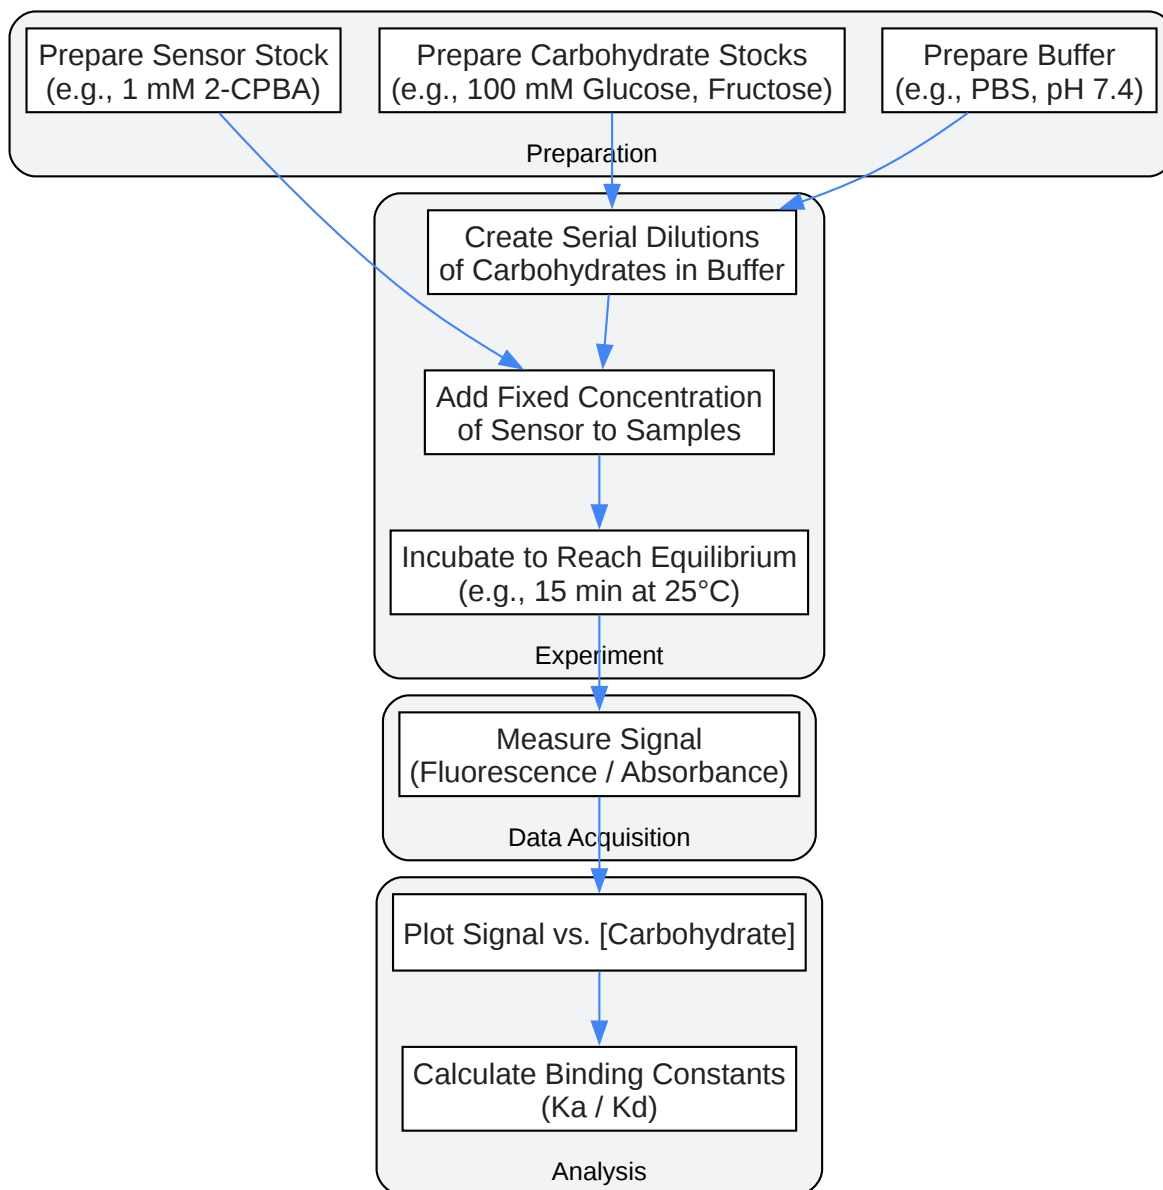 Prepare Sensor Stock
(e.g., 1 mM 2-CPBA)
Prepare Carbohydrate Stocks
(e.g., 100 mM Glucose, Fructose)
Prepare Buffer
(e.g., PBS, pH 7.4)
Preparation
Create Serial Dilutions
of Carbohydrates in Buffer
Add Fixed Concentration
of Sensor to Samples
Incubate to Reach Equilibrium
(e.g., 15 min at 25°C)
Experiment
Measure Signal
(Fluorescence / Absorbance)
Data Acquisition
Plot Signal vs. [Carbohydrate]
Calculate Binding Constants
(Ka / Kd)
Analysis